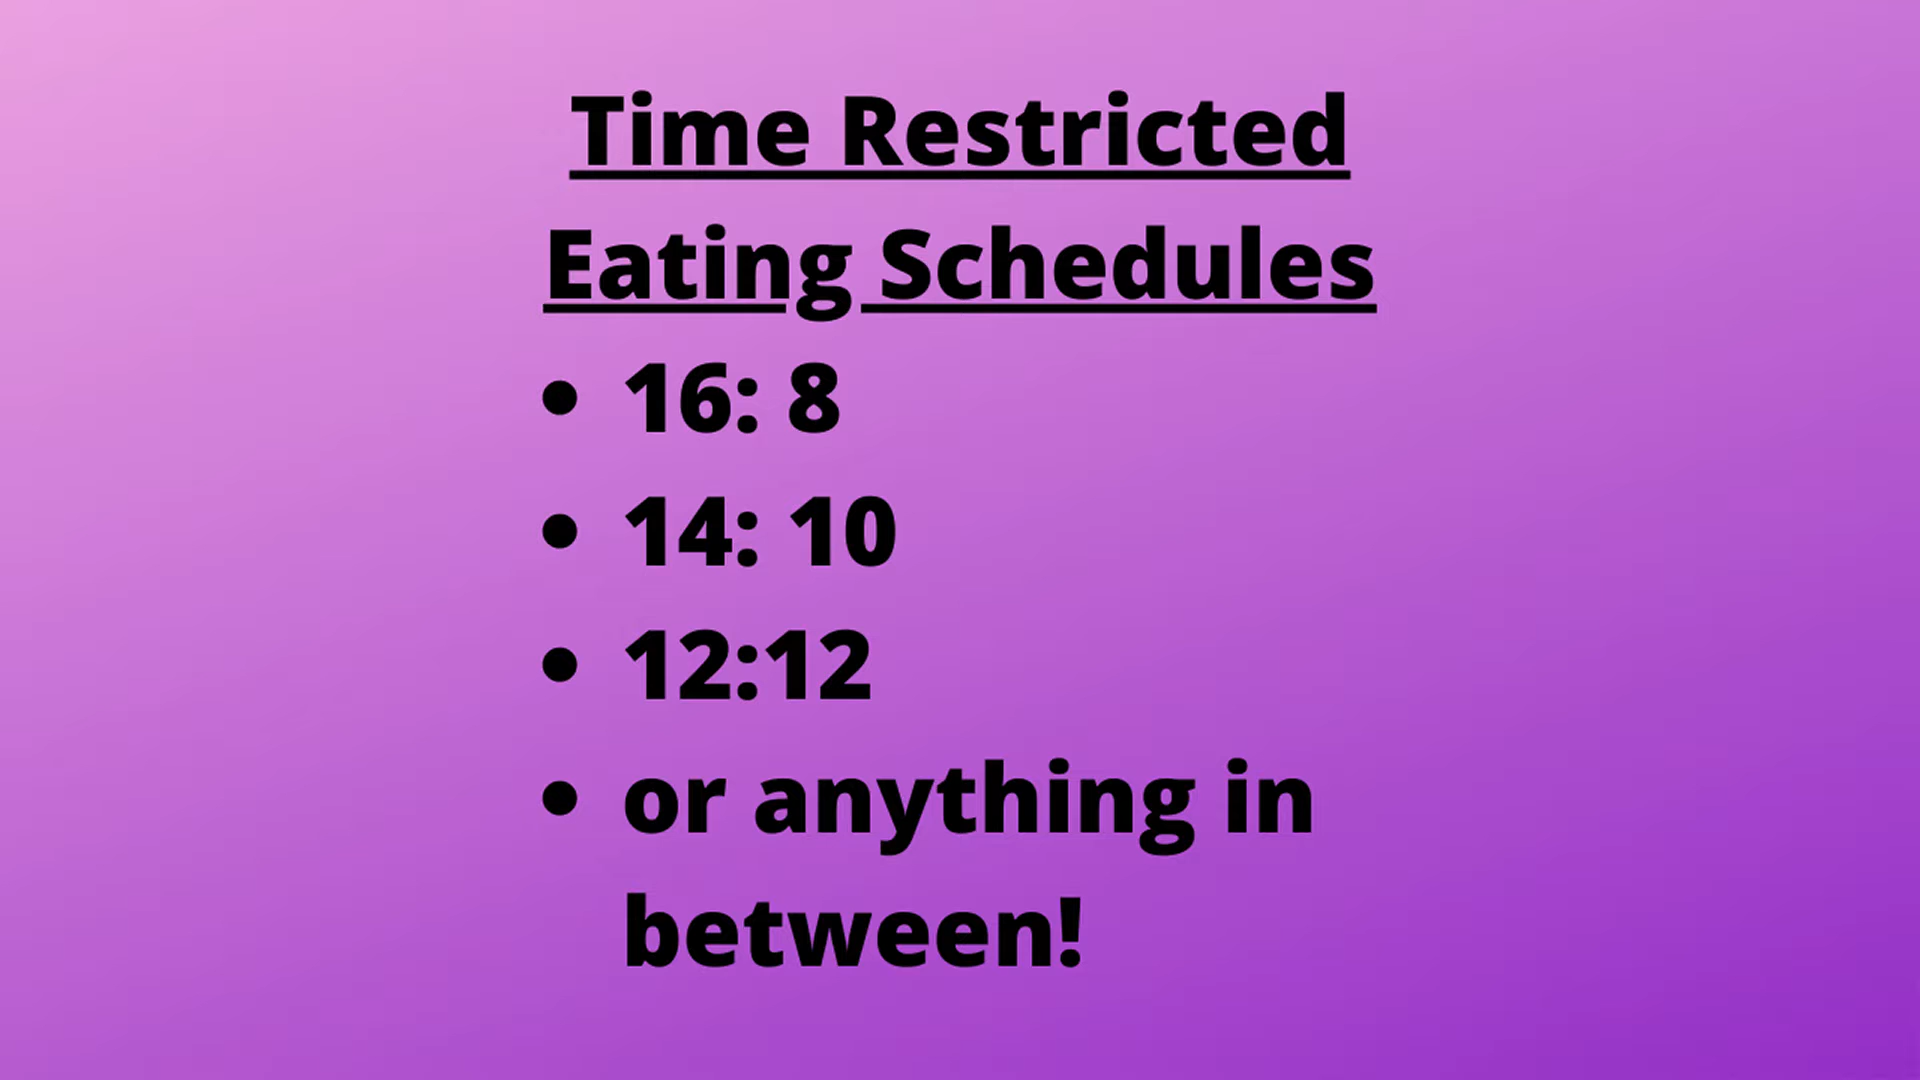 Time Restricted
Eating Schedules
• 16: 8
• 14: 10
• 12:12
• or anything in
between!